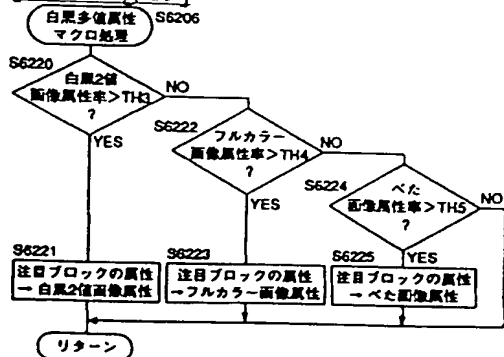 白黒多値属性
マクロ処理
S6206
S6220
白黒2値
画像属性率>TH3
?
NO
YES
S6222
フルカラー
画像属性率>TH4
?
NO
YES
S6224
べた
画像属性率>TH5
?
NO
YES
S6221
注目ブロックの属性
→白黒2値画像属性
S6223
注目ブロックの属性
→フルカラー画像属性
S6225
注目ブロックの属性
→べた画像属性
リターン